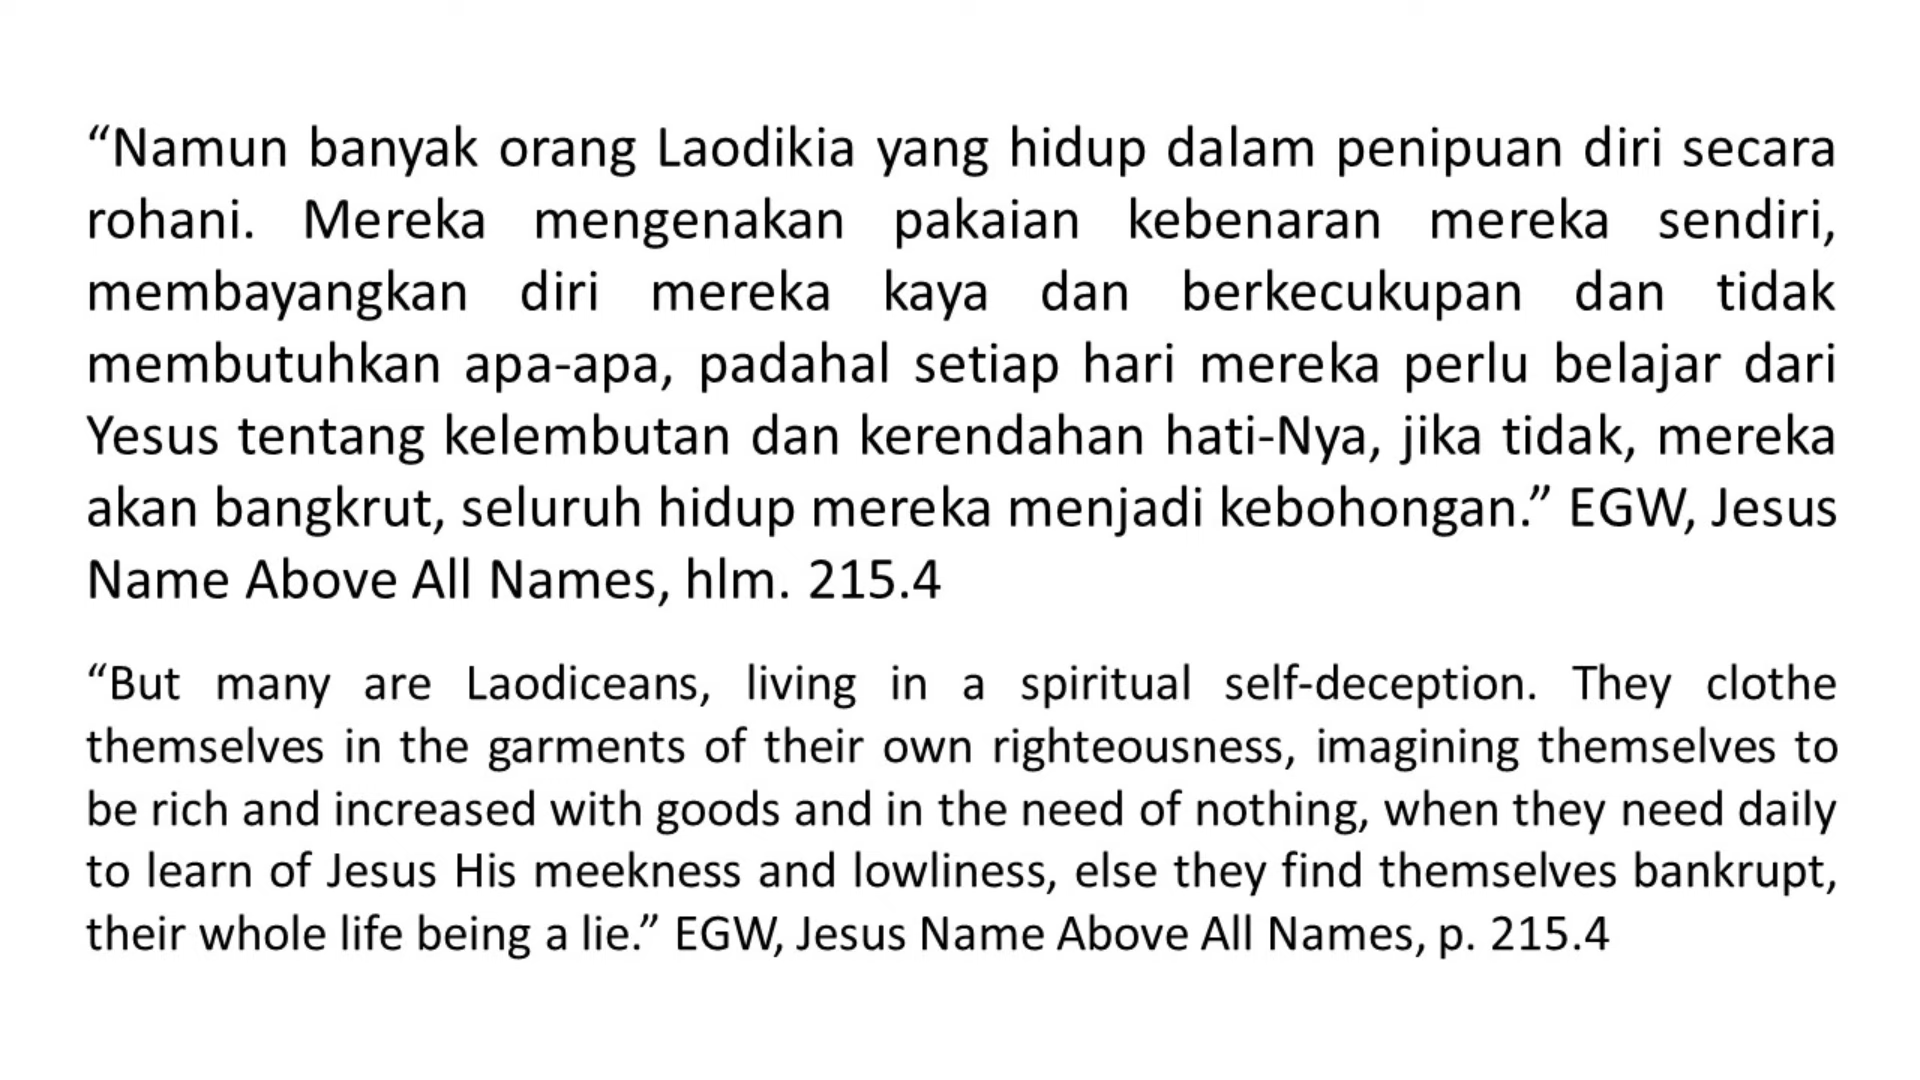 “Namun banyak orang Laodikia yang hidup dalam penipuan diri secara
rohani. Mereka mengenakan pakaian kebenaran mereka sendiri,
membayangkan diri mereka kaya dan berkecukupan dan tidak
membutuhkan apa-apa, padahal setiap hari mereka perlu belajar dari
Yesus tentang kelembutan dan kerendahan hati-Nya, jika tidak, mereka
akan bangkrut, seluruh hidup mereka menjadi kebohongan.” EGW, Jesus
Name Above All Names, hlm. 215.4
“But many are Laodiceans, living in a spiritual self-deception. They clothe
themselves in the garments of their own righteousness, imagining themselves to
be rich and increased with goods and in the need of nothing, when they need daily
to learn of Jesus His meekness and lowliness, else they find themselves bankrupt,
their whole life being a lie.” EGW, Jesus Name Above All Names, p. 215.4